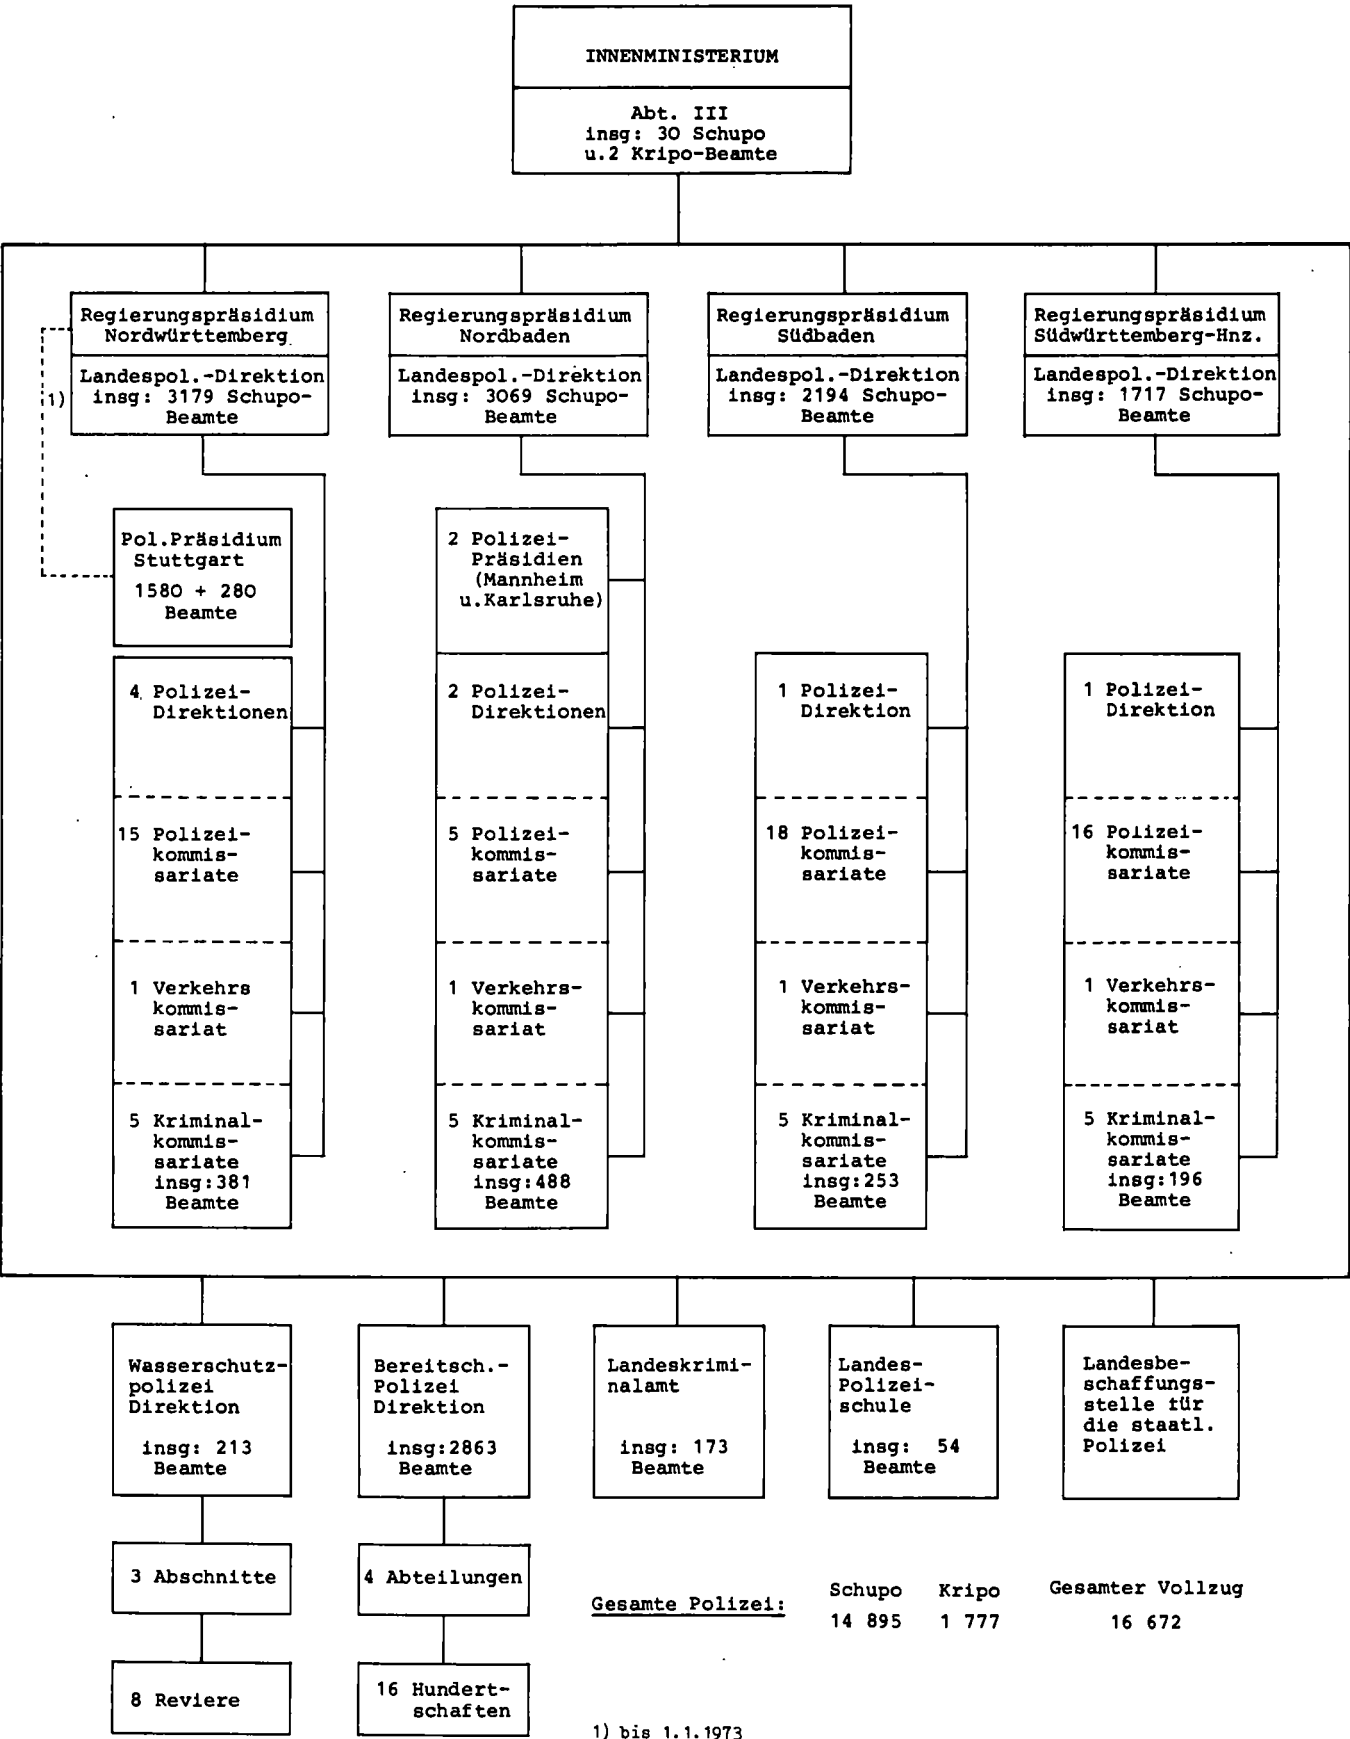 INNENMINISTERIUM
Abt. III
insg: 30 Schupo
u.2 Kripo-Beamte
Regierungspräsidium
Nordwürttemberg
Landespol.-Direktion
insg: 3179 Schupo-
Beamte
1)
Regierungspräsidium
Nordbaden
Landespol.-Direktion
insg: 3069 Schupo-
Beamte
Regierungspräsidium
Südbaden
Landespol.-Direktion
insg: 2194 Schupo-
Beamte
Regierungspräsidium
Südwürttemberg-Hnz.
Landespol.-Direktion
insg: 1717 Schupo-
Beamte
Pol.Präsidium
Stuttgart
1580 + 280
Beamte
4 Polizei-
Direktionen
15 Polizei-
kommis-
sariate
1 Verkehrs
kommis-
sariat
5 Kriminal-
kommis-
sariate
insg:381
Beamte
2 Polizei-
Präsidien
(Mannheim
u.Karlsruhe)
2 Polizei-
Direktionen
5 Polizei-
kommis-
sariate
1 Verkehrs-
kommis-
sariat
5 Kriminal-
kommis-
sariate
insg:488
Beamte
1 Polizei-
Direktion
18 Polizei-
kommis-
sariate
1 Verkehrs-
kommis-
sariat
5 Kriminal-
kommis-
sariate
insg:253
Beamte
1 Polizei-
Direktion
16 Polizei-
kommis-
sariate
1 Verkehrs-
kommis-
sariat
5 Kriminal-
kommis-
sariate
insg:196
Beamte
Wasserschutz-
polizei
Direktion
insg: 213
Beamte
3 Abschnitte
8 Reviere
Bereitsch.-
Polizei
Direktion
insg:2863
Beamte
4 Abteilungen
16 Hundert-
schaften
Landeskrimi-
nalamt
insg: 173
Beamte
Landes-
Polizei-
schule
insg: 54
Beamte
Landesbe-
schaffungs-
stelle für
die staatl.
Polizei
Schupo Kripo Gesamter Vollzug
Gesamte Polizei:
14 895 1 777 16 672
1) bis 1.1.1973